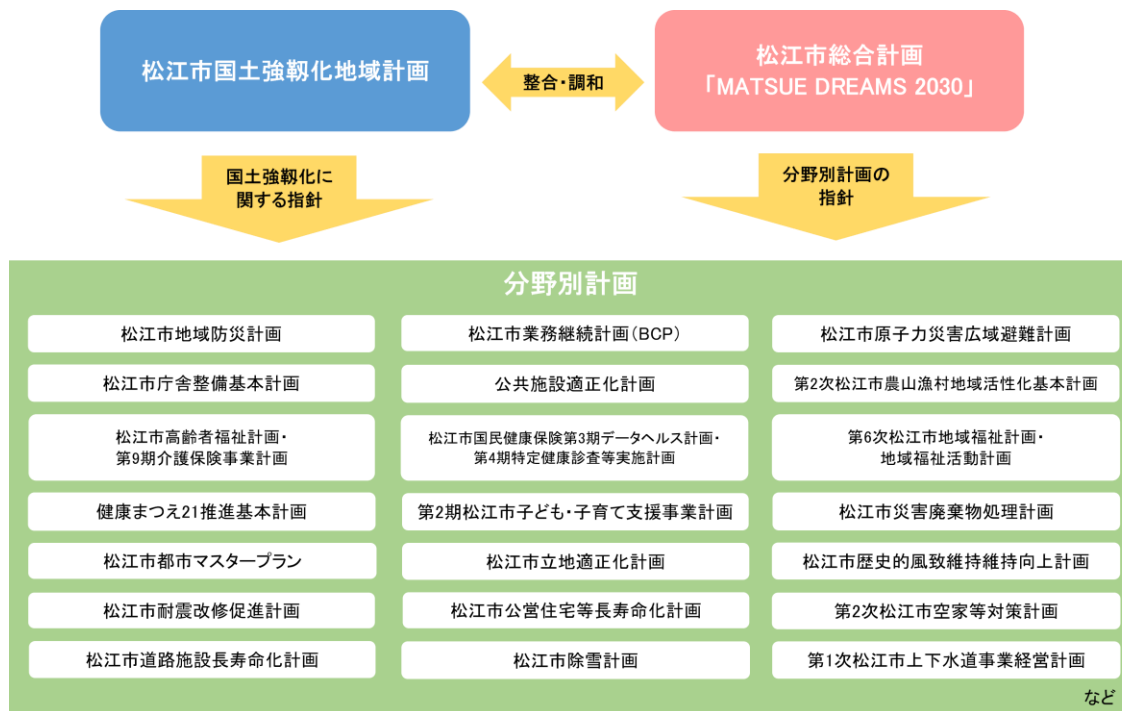 松江市国土強靱化地域計画
整合・調和
松江市総合計画
「MATSUE DREAMS 2030」
国土強靱化に
関する指針
分野別計画の
指針
分野別計画
松江市地域防災計画
松江市業務継続計画(BCP)
松江市原子力災害広域避難計画
松江市庁舎整備基本計画
公共施設適正化計画
第2次松江市農山漁村地域活性化基本計画
松江市高齢者福祉計画・
第9期介護保険事業計画
松江市国民健康保険第3期データヘルス計画・
第4期特定健康診査等実施計画
第6次松江市地域福祉計画・
地域福祉活動計画
健康まつえ21推進基本計画
第2期松江市子ども・子育て支援事業計画
松江市災害廃棄物処理計画
松江市都市マスタープラン
松江市立地適正化計画
松江市歴史的風致維持維持向上計画
松江市耐震改修促進計画
松江市公営住宅等長寿命化計画
第2次松江市空家等対策計画
松江市道路施設長寿命化計画
松江市除雪計画
第1次松江市上下水道事業経営計画
など